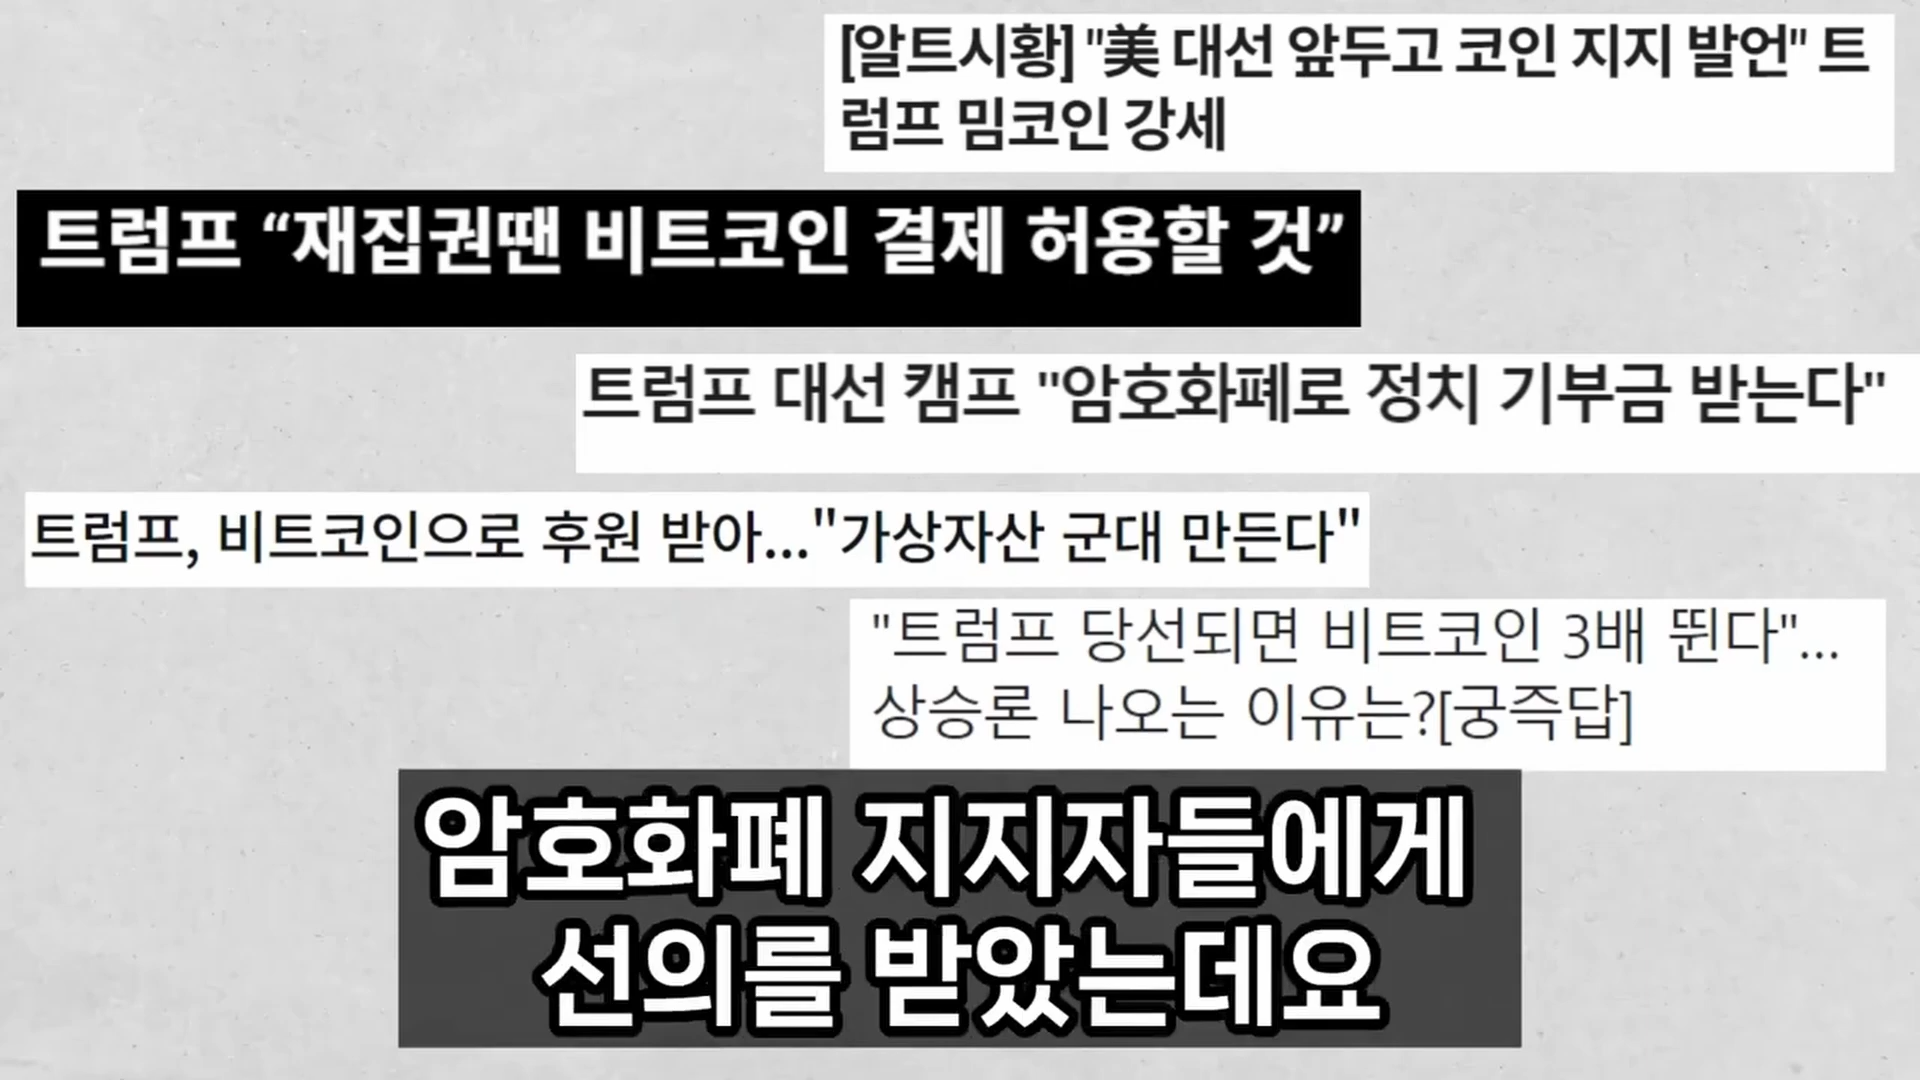 [알트시황] "美 대선 앞두고 코인 지지 발언" 트
럼프 밈코인 강세
트럼프 “재집권땐 비트코인 결제 허용할 것”
트럼프 대선 캠프 "암호화폐로 정치 기부금 받는다"
트럼프, 비트코인으로 후원 받아..."가상자산 군대 만든다"
"트럼프 당선되면 비트코인 3배 뛴다"...
상승론 나오는 이유는?[궁즉답]
암호화폐 지지자들에게
선의를 받았는데요